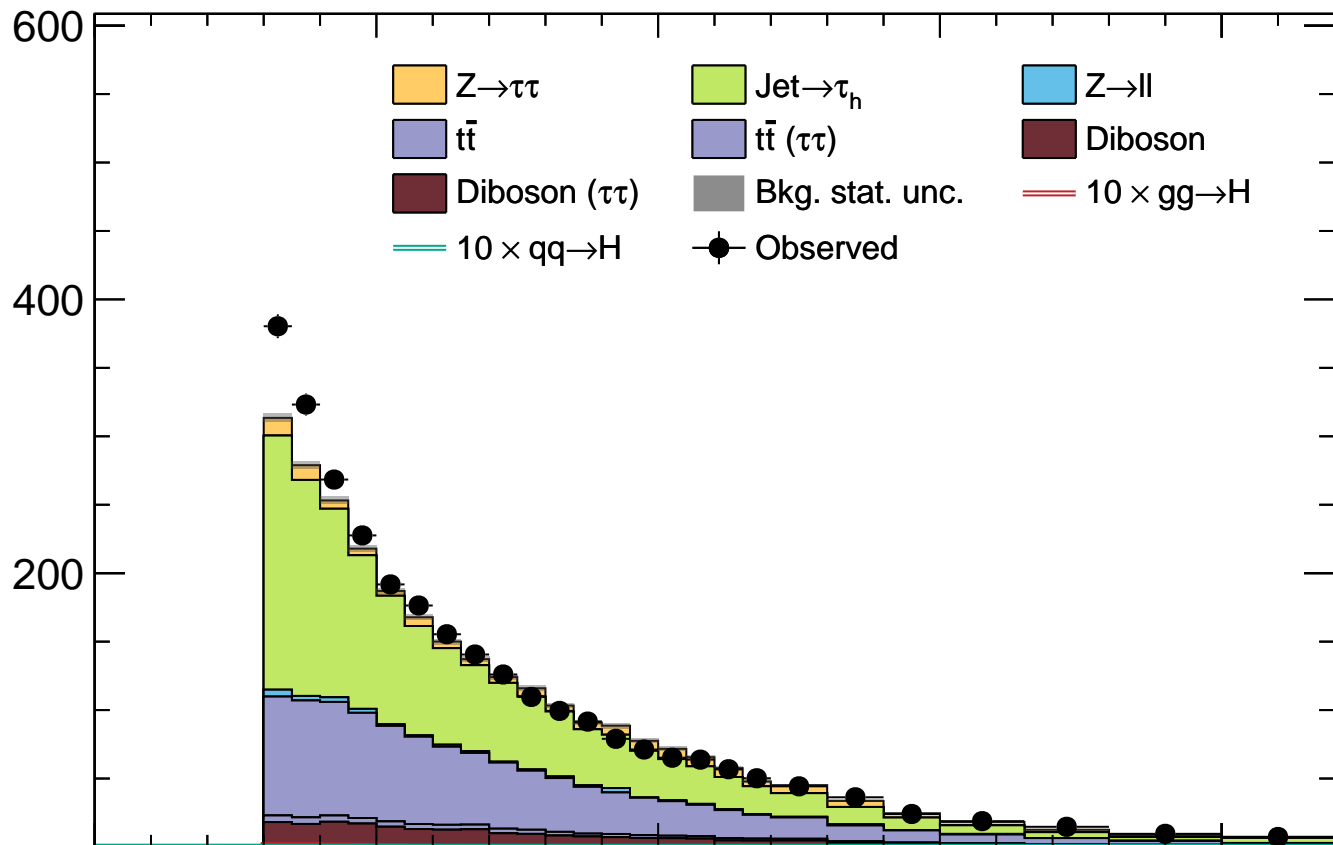 600
Z→ττ Jet→τh Z→ll
tt̄ tt̄ (ττ) Diboson
Diboson (ττ) Bkg. stat. unc. 10 × gg→H
10 × qq→H Observed
400
200